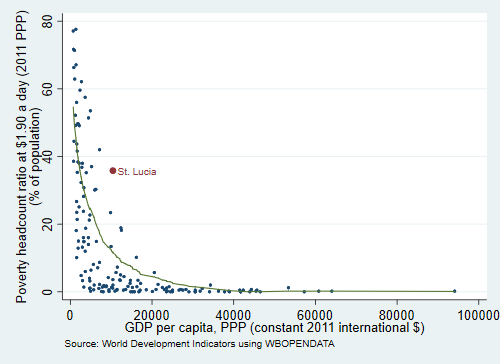 Poverty headcount ratio at $1.90 a day (2011 PPP)
(% of population)
80
60
40
20
0
St. Lucia
0 20000 40000 60000 80000 100000
GDP per capita, PPP (constant 2011 international $)
Source: World Development Indicators using WBOPENDATA